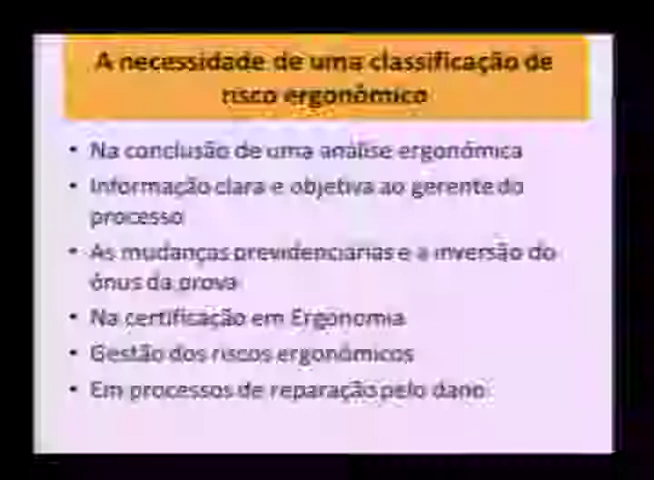 A necessidade de uma classificação de
risco ergonômico
• Na conclusão de uma análise ergonômica
• Informação clara e objetiva ao gerente do
processo
• As mudanças previdenciárias e a inversão do
ônus da prova
• Na certificação em Ergonomia
• Gestão dos riscos ergonômicos
• Em processos de reparação pelo dano